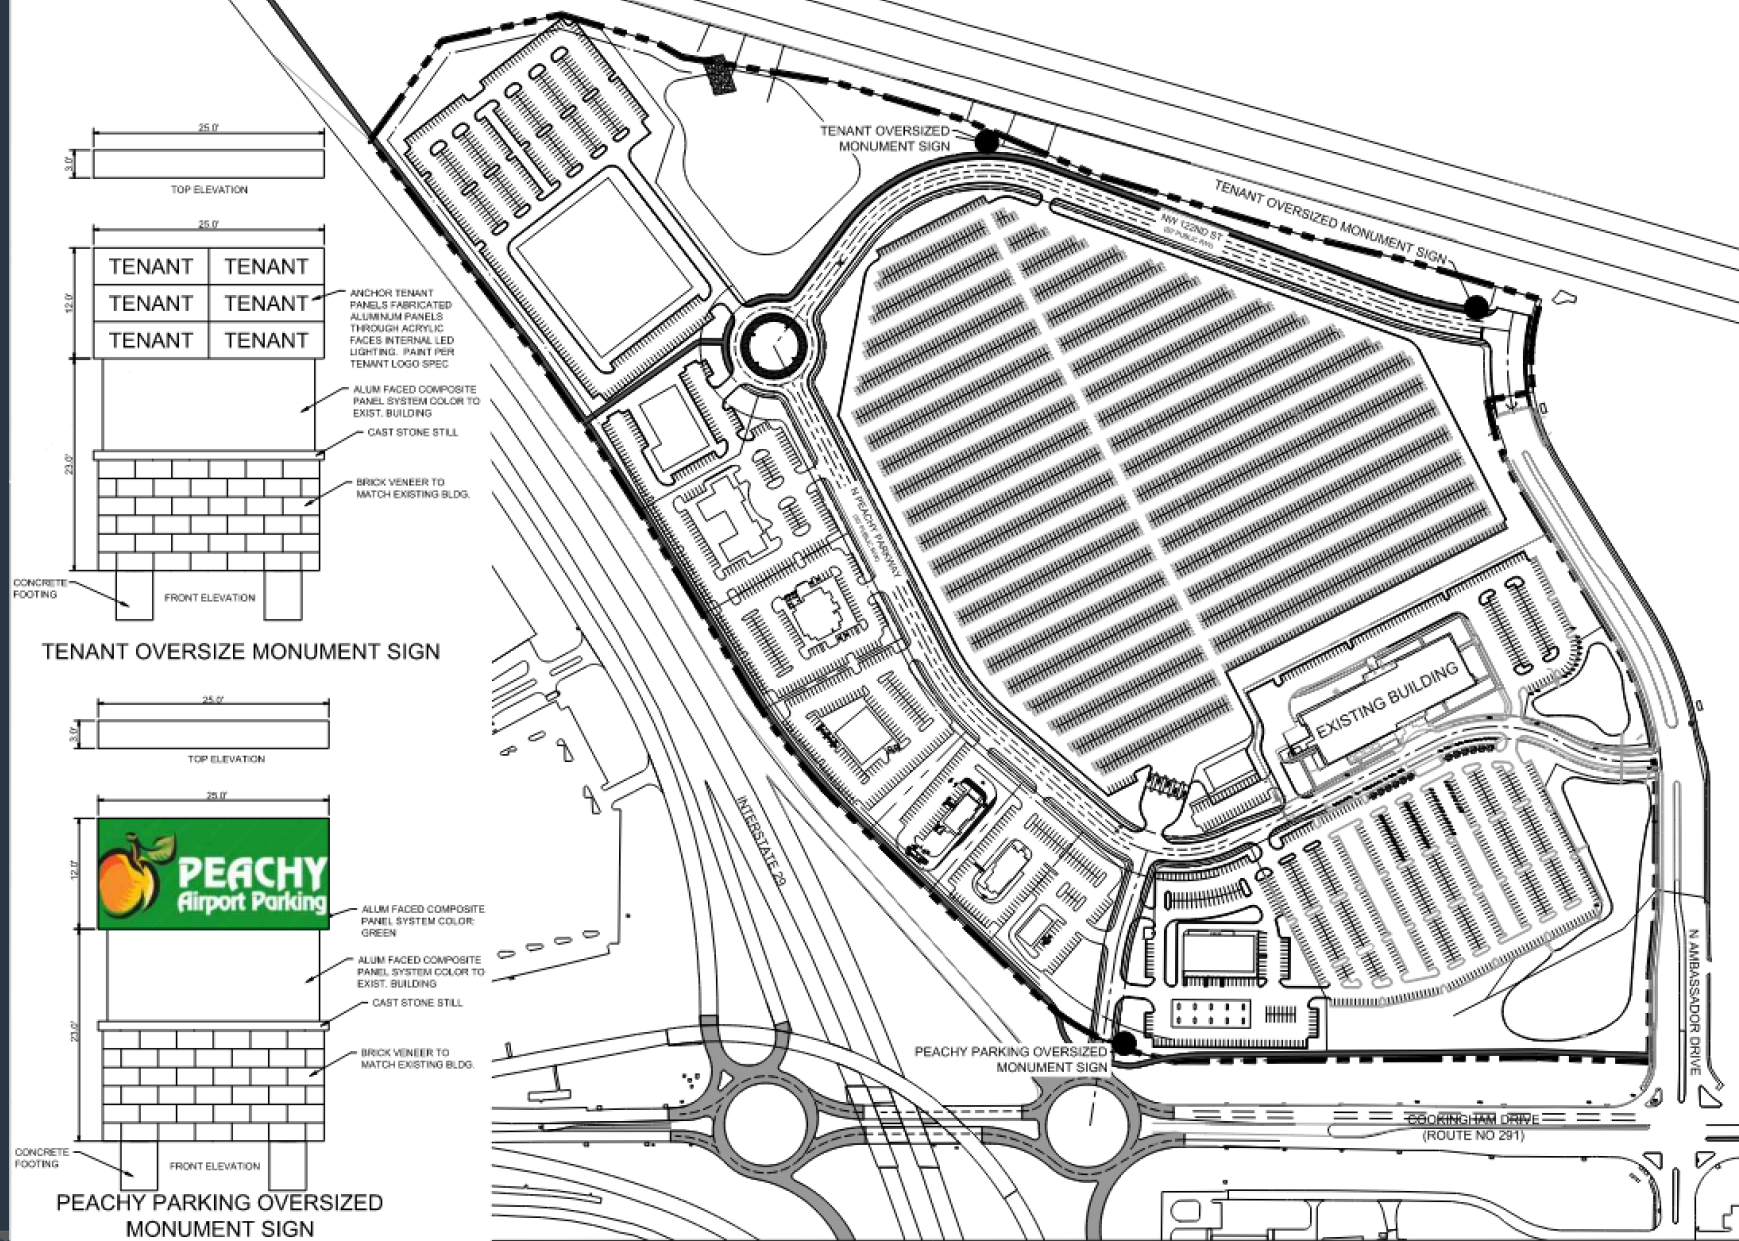 25.0'
3.0'
TOP ELEVATION
25.0'
TENANT TENANT
TENANT TENANT
TENANT TENANT
12.0'
23.0'
ANCHOR TENANT
PANELS FABRICATED
ALUMINUM PANELS
THROUGH ACRYLIC
FACES INTERNAL LED
LIGHTING. PAINT PER
TENANT LOGO SPEC
ALUM FACED COMPOSITE
PANEL SYSTEM COLOR TO
EXIST. BUILDING
CAST STONE STILL
BRICK VENEER TO
MATCH EXISTING BLDG.
CONCRETE
FOOTING
FRONT ELEVATION
TENANT OVERSIZE MONUMENT SIGN
25.0'
3.0'
TOP ELEVATION
25.0'
12.0'
PEACHY
Airport Parking
23.0'
ALUM FACED COMPOSITE
PANEL SYSTEM COLOR:
GREEN
ALUM FACED COMPOSITE
PANEL SYSTEM COLOR TO
EXIST. BUILDING
CAST STONE STILL
BRICK VENEER TO
MATCH EXISTING BLDG.
CONCRETE
FOOTING
FRONT ELEVATION
PEACHY PARKING OVERSIZED
MONUMENT SIGN
TENANT OVERSIZED
MONUMENT SIGN
TENANT OVERSIZED MONUMENT SIGN
NW 122ND ST
N PEACHY PARKWAY
EXISTING BUILDING
INTERSTATE 29
PEACHY PARKING OVERSIZED
MONUMENT SIGN
N AMBASSADOR DRIVE
COOKINGHAM DRIVE
(ROUTE NO 291)